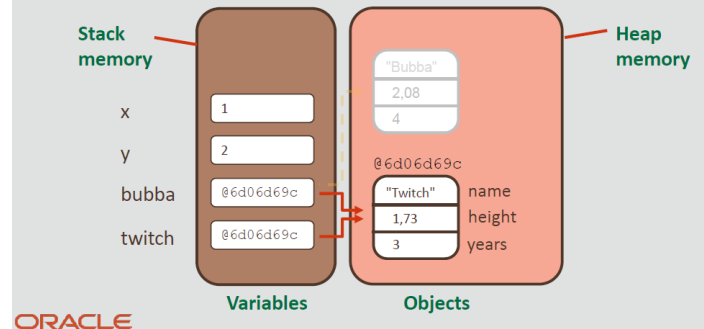 Stack
memory
Heap
memory
"Bubba"
2,08
4
x
1
y
2
@6d06d69c
bubba
@6d06d69c
"Twitch"
name
1,73
height
twitch
@6d06d69c
3
years
Variables
Objects
ORACLE